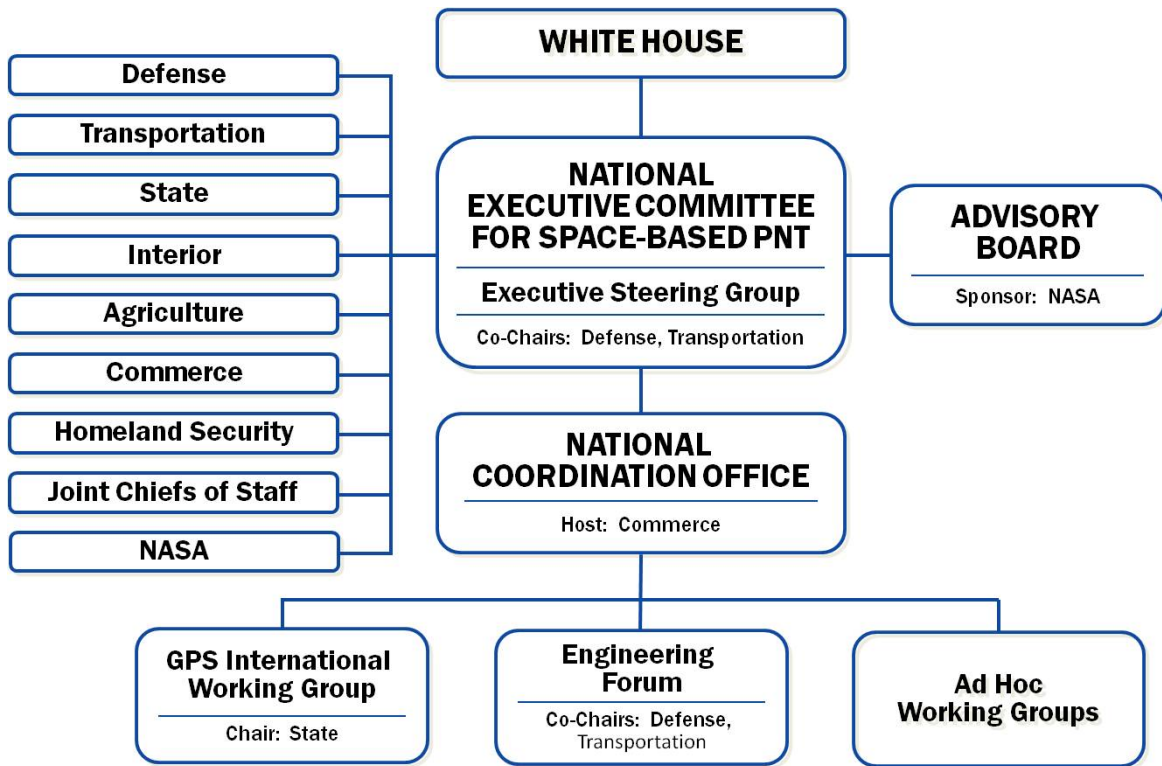 WHITE HOUSE
Defense
Transportation
State
Interior
Agriculture
Commerce
Homeland Security
Joint Chiefs of Staff
NASA
NATIONAL
EXECUTIVE COMMITTEE
FOR SPACE-BASED PNT
Executive Steering Group
Co-Chairs: Defense, Transportation
ADVISORY
BOARD
Sponsor: NASA
NATIONAL
COORDINATION OFFICE
Host: Commerce
GPS International
Working Group
Chair: State
Engineering
Forum
Co-Chairs: Defense,
Transportation
Ad Hoc
Working Groups